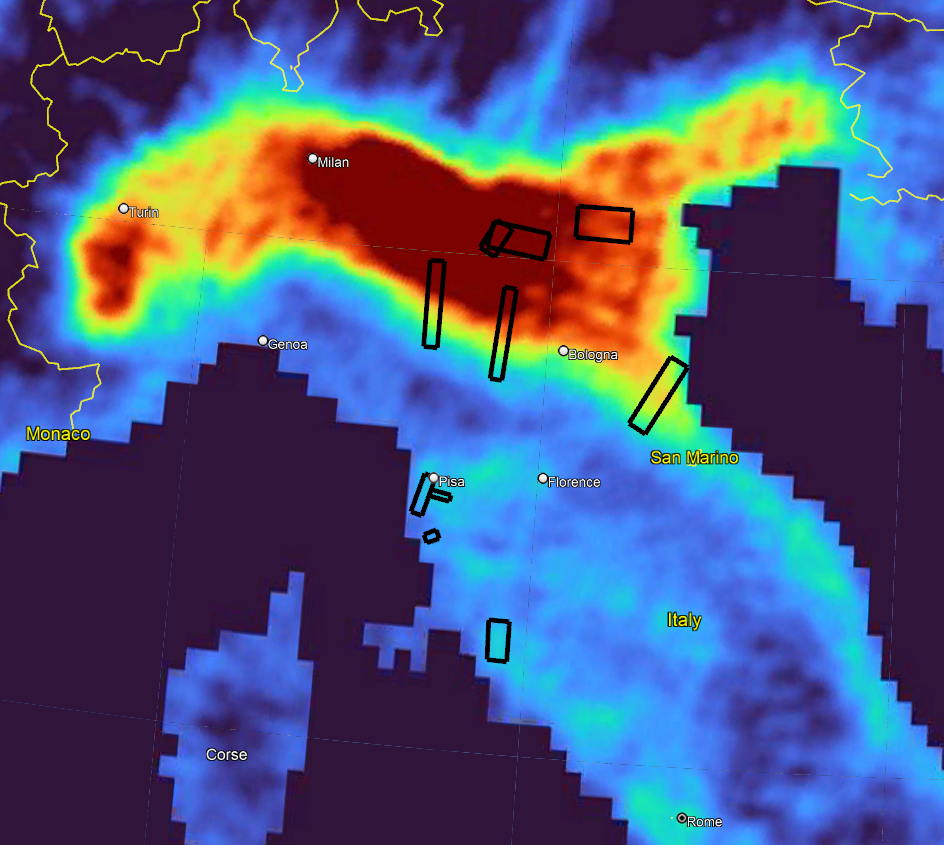 Milan
Turin
Genoa
Bologna
Monaco
San Marino
Pisa
Florence
Italy
Corse
Rome